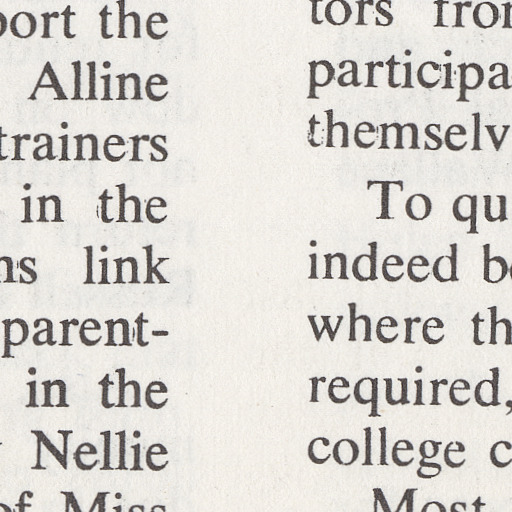 port the
Alline
trainers
in the
ns link
parent-
in the
Nellie
of Miss
tors from
participa
themselv
To qu
indeed be
where th
required,
college c
Most